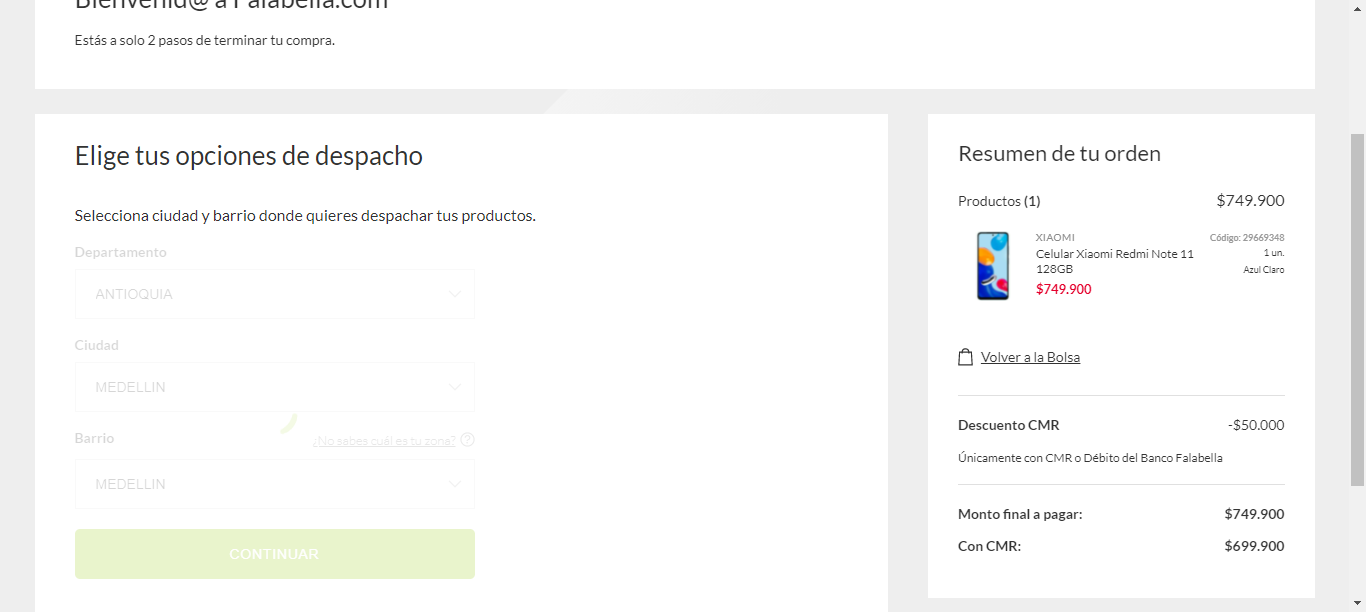 Bienvenid@ a Falabella.com
Estás a solo 2 pasos de terminar tu compra.
Elige tus opciones de despacho
Selecciona ciudad y barrio donde quieres despachar tus productos.
Departamento
ANTIOQUIA
Ciudad
MEDELLIN
Barrio
¿No sabes cuál es tu zona? ?
MEDELLIN
CONTINUAR
Resumen de tu orden
Productos (1) $749.900
XIAOMI Código: 29669348
Celular Xiaomi Redmi Note 11 1 un.
128GB Azul Claro
$749.900
Volver a la Bolsa
Descuento CMR -$50.000
Únicamente con CMR o Débito del Banco Falabella
Monto final a pagar: $749.900
Con CMR: $699.900